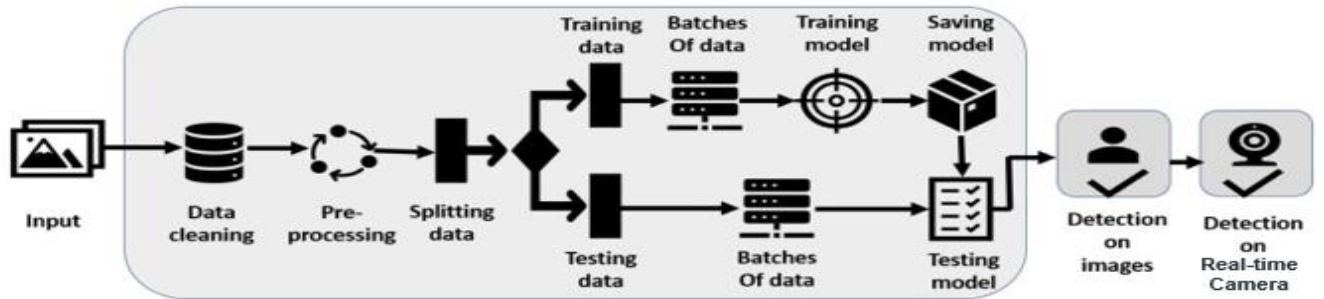 Training
data
Batches
Of data
Training
model
Saving
model
Input
Data
cleaning
Pre-
processing
Splitting
data
Testing
data
Batches
Of data
Testing
model
Detection
on
images
Detection
on
Real-time
Camera